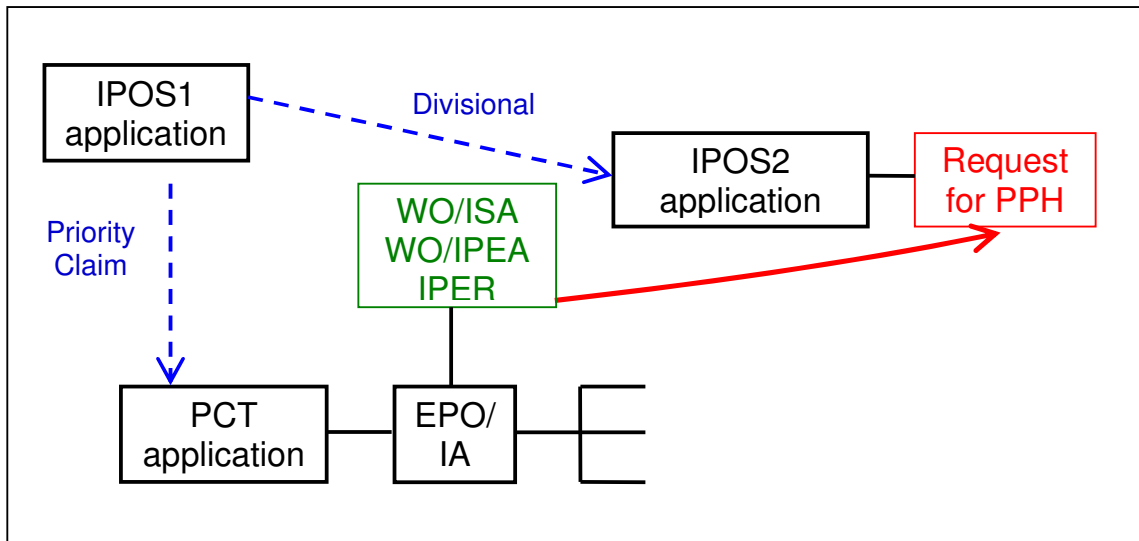 IPOS1
application
Divisional
IPOS2
application
Request
for PPH
WO/ISA
WO/IPEA
IPER
Priority
Claim
PCT
application
EPO/
IA